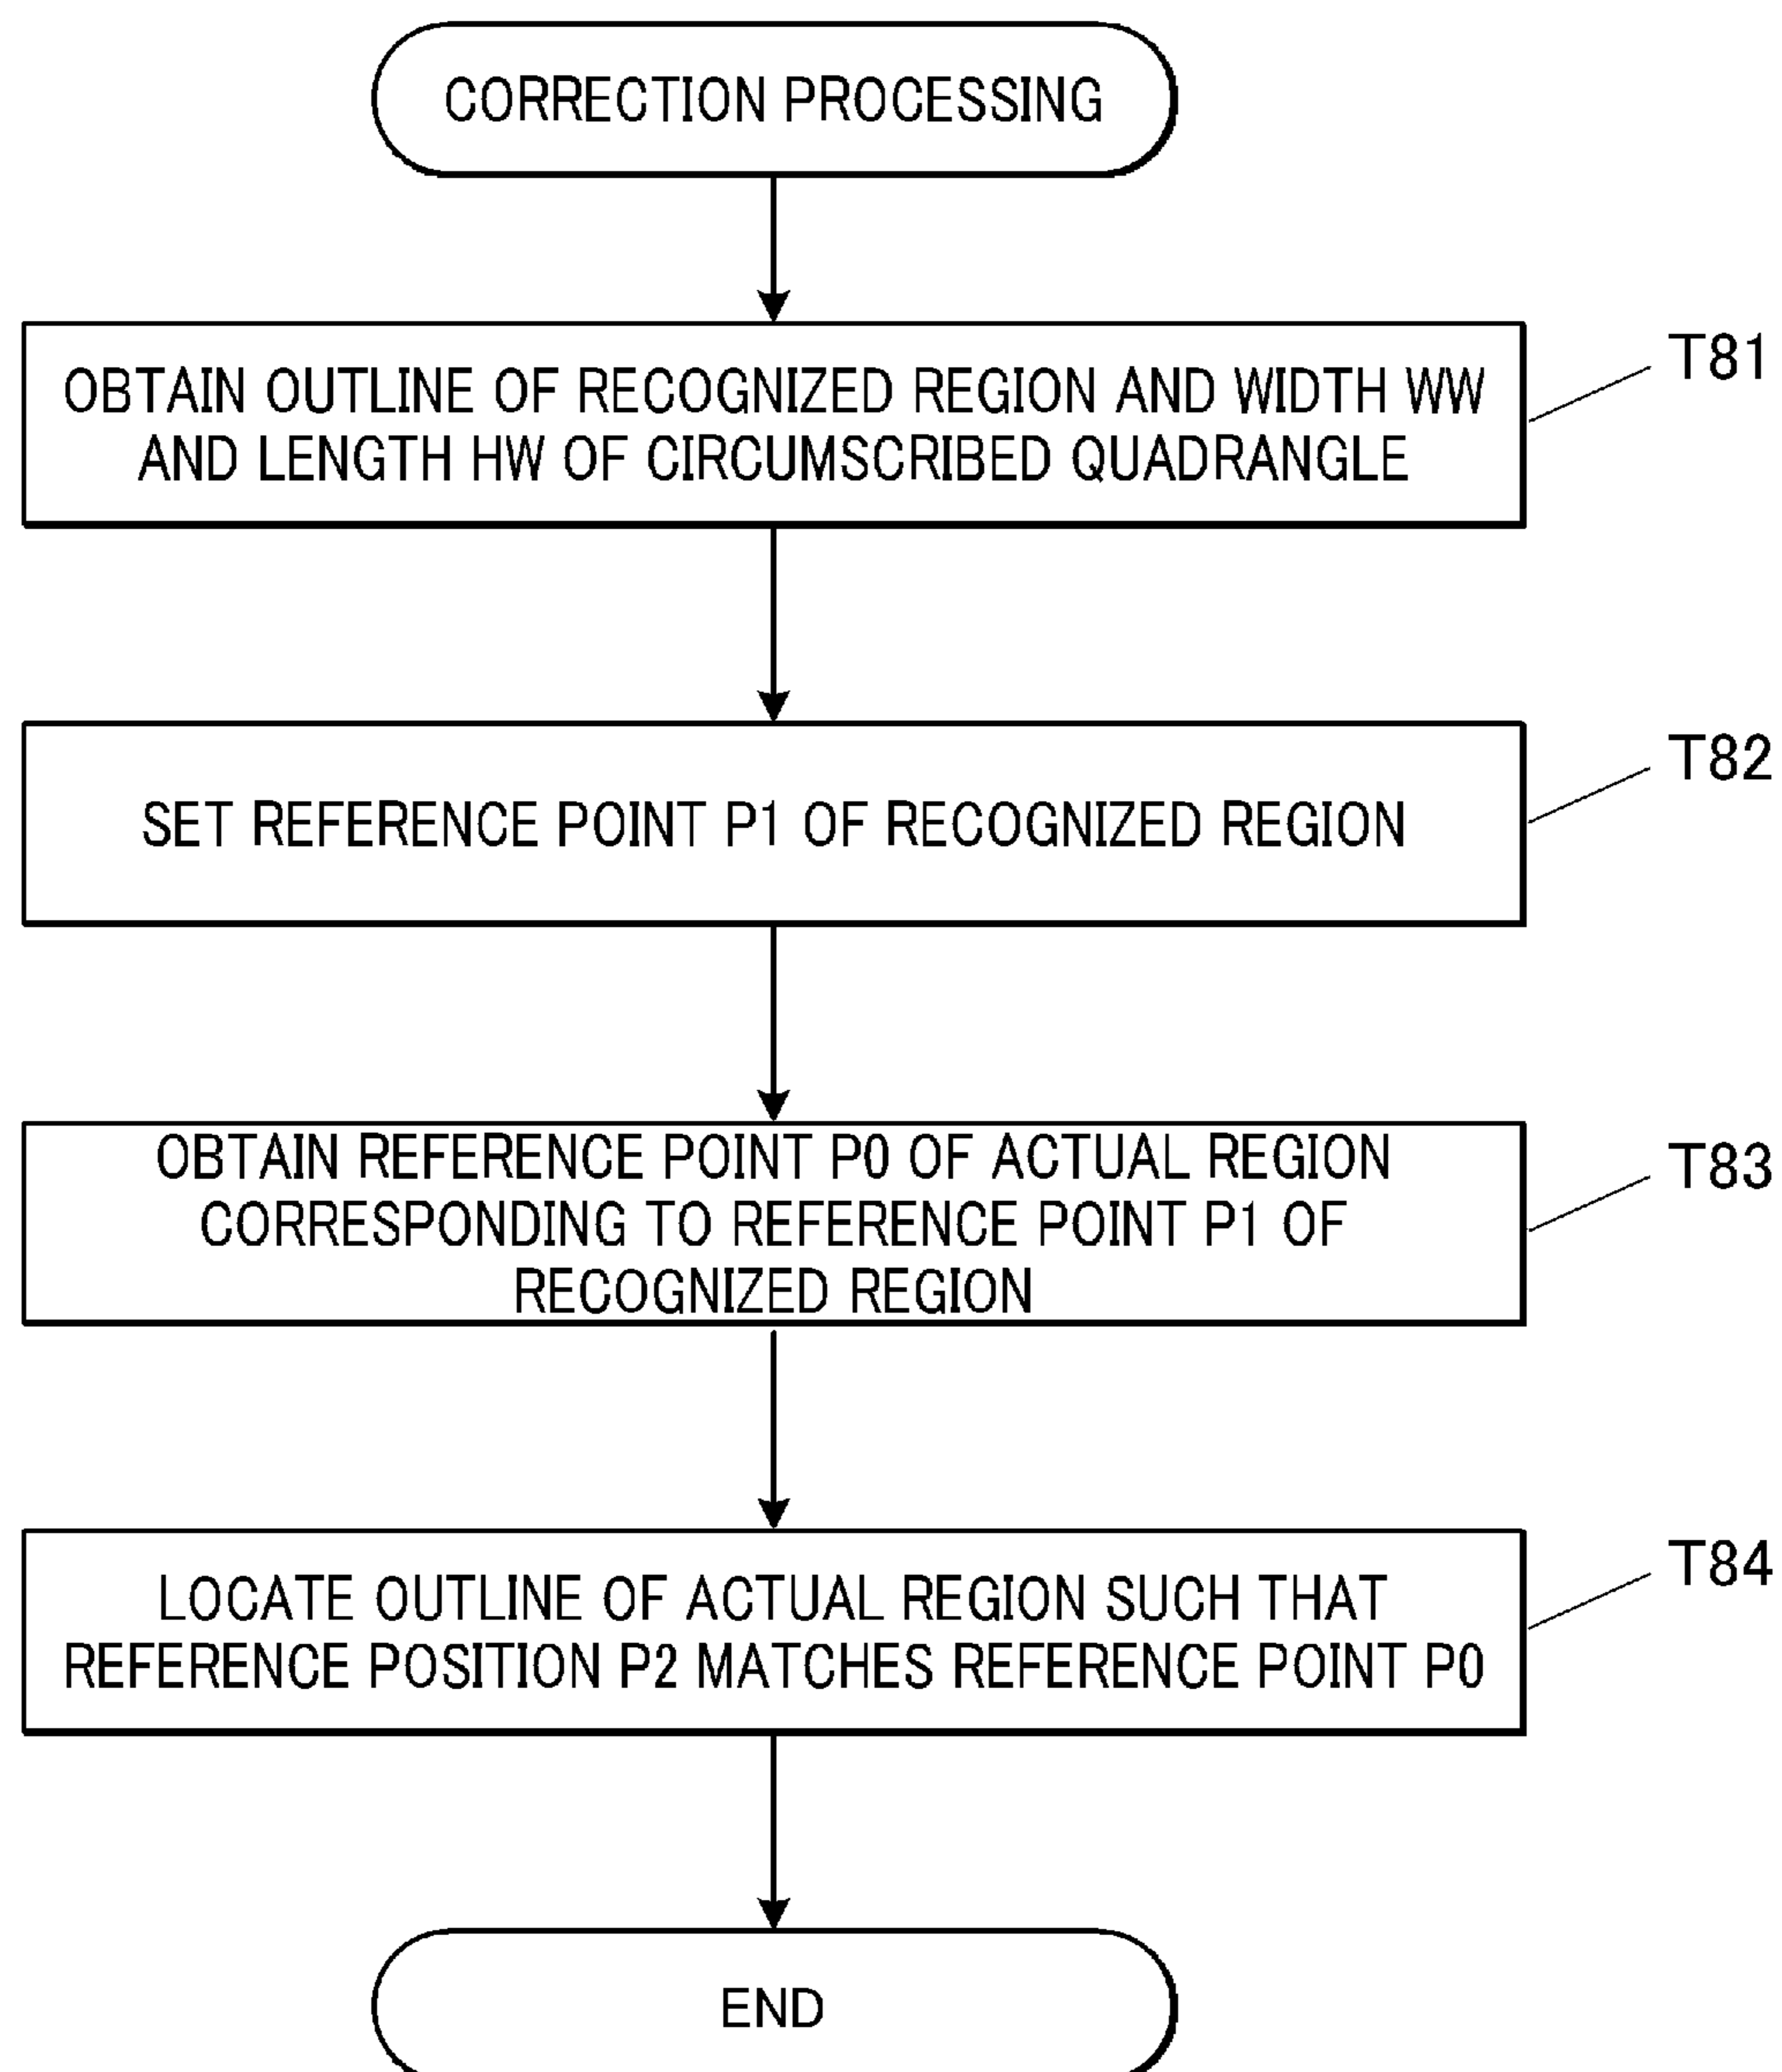 CORRECTION PROCESSING
OBTAIN OUTLINE OF RECOGNIZED REGION AND WIDTH WW
AND LENGTH HW OF CIRCUMSCRIBED QUADRANGLE
T81
SET REFERENCE POINT P1 OF RECOGNIZED REGION
T82
OBTAIN REFERENCE POINT P0 OF ACTUAL REGION
CORRESPONDING TO REFERENCE POINT P1 OF
RECOGNIZED REGION
T83
LOCATE OUTLINE OF ACTUAL REGION SUCH THAT
REFERENCE POSITION P2 MATCHES REFERENCE POINT P0
T84
END